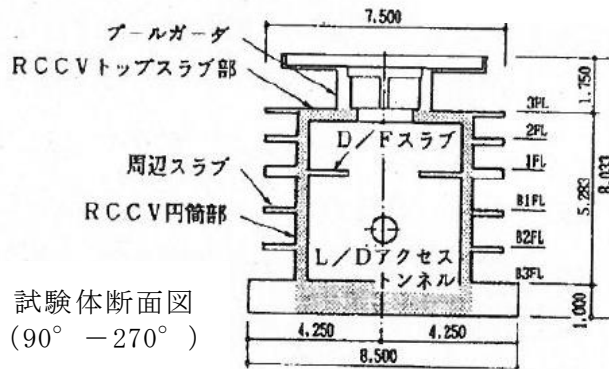 7.500
プールガーダ
RCCVトップスラブ部
3FL
1.750
D/Fスラブ
2FL
周辺スラブ
1FL
8.033
5.283
RCCV円筒部
B1FL
B2FL
L/Dアクセス
トンネル
B3FL
試験体断面図
(90° −270° )
1.000
4.250
4.250
8.500